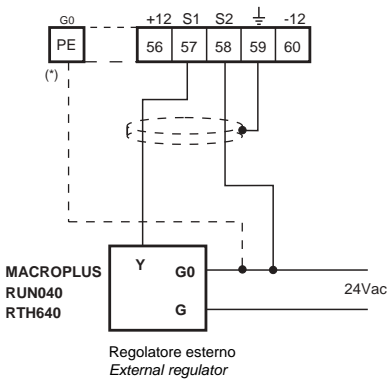 G0 +12 S1 S2 -12
PE 56 57 58 59 60
(*)
Y
MACROPLUS G0
RUN040 24Vac
RTH640 G
Regolatore esterno
External regulator